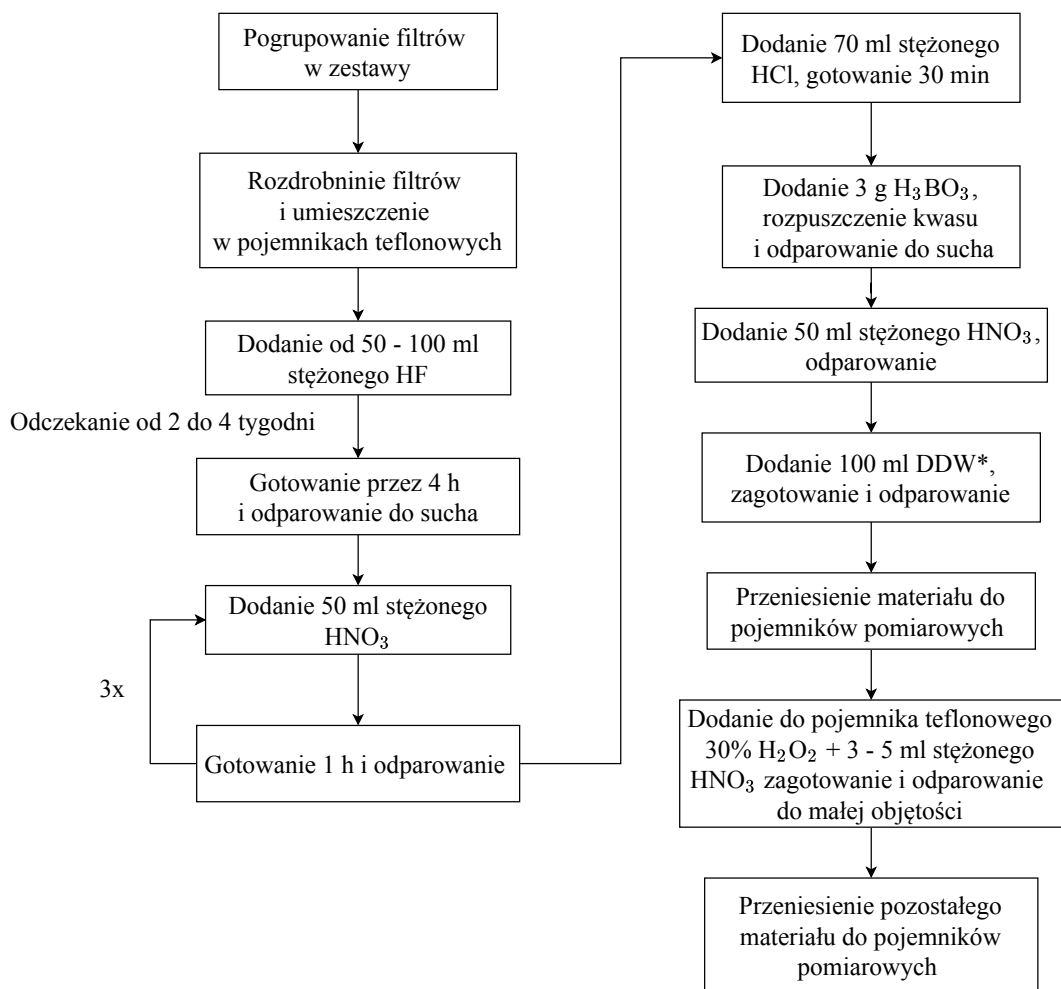 Pogrupowanie filtrów
w zestawy
Rozdrobninie filtrów
i umieszczenie
w pojemnikach teflonowych
Dodanie od 50 - 100 ml
stężonego HF
Odczekanie od 2 do 4 tygodni
Gotowanie przez 4 h
i odparowanie do sucha
Dodanie 50 ml stężonego
HNO₃
3x
Gotowanie 1 h i odparowanie
Dodanie 70 ml stężonego
HCl, gotowanie 30 min
Dodanie 3 g H₃BO₃,
rozpuszczenie kwasu
i odparowanie do sucha
Dodanie 50 ml stężonego HNO₃,
odparowanie
Dodanie 100 ml DDW*,
zagotowanie i odparowanie
Przeniesienie materiału do
pojemników pomiarowych
Dodanie do pojemnika teflonowego
30% H₂O₂ + 3 - 5 ml stężonego
HNO₃ zagotowanie i odparowanie
do małej objętości
Przeniesienie pozostałego
materiału do pojemników
pomiarowych